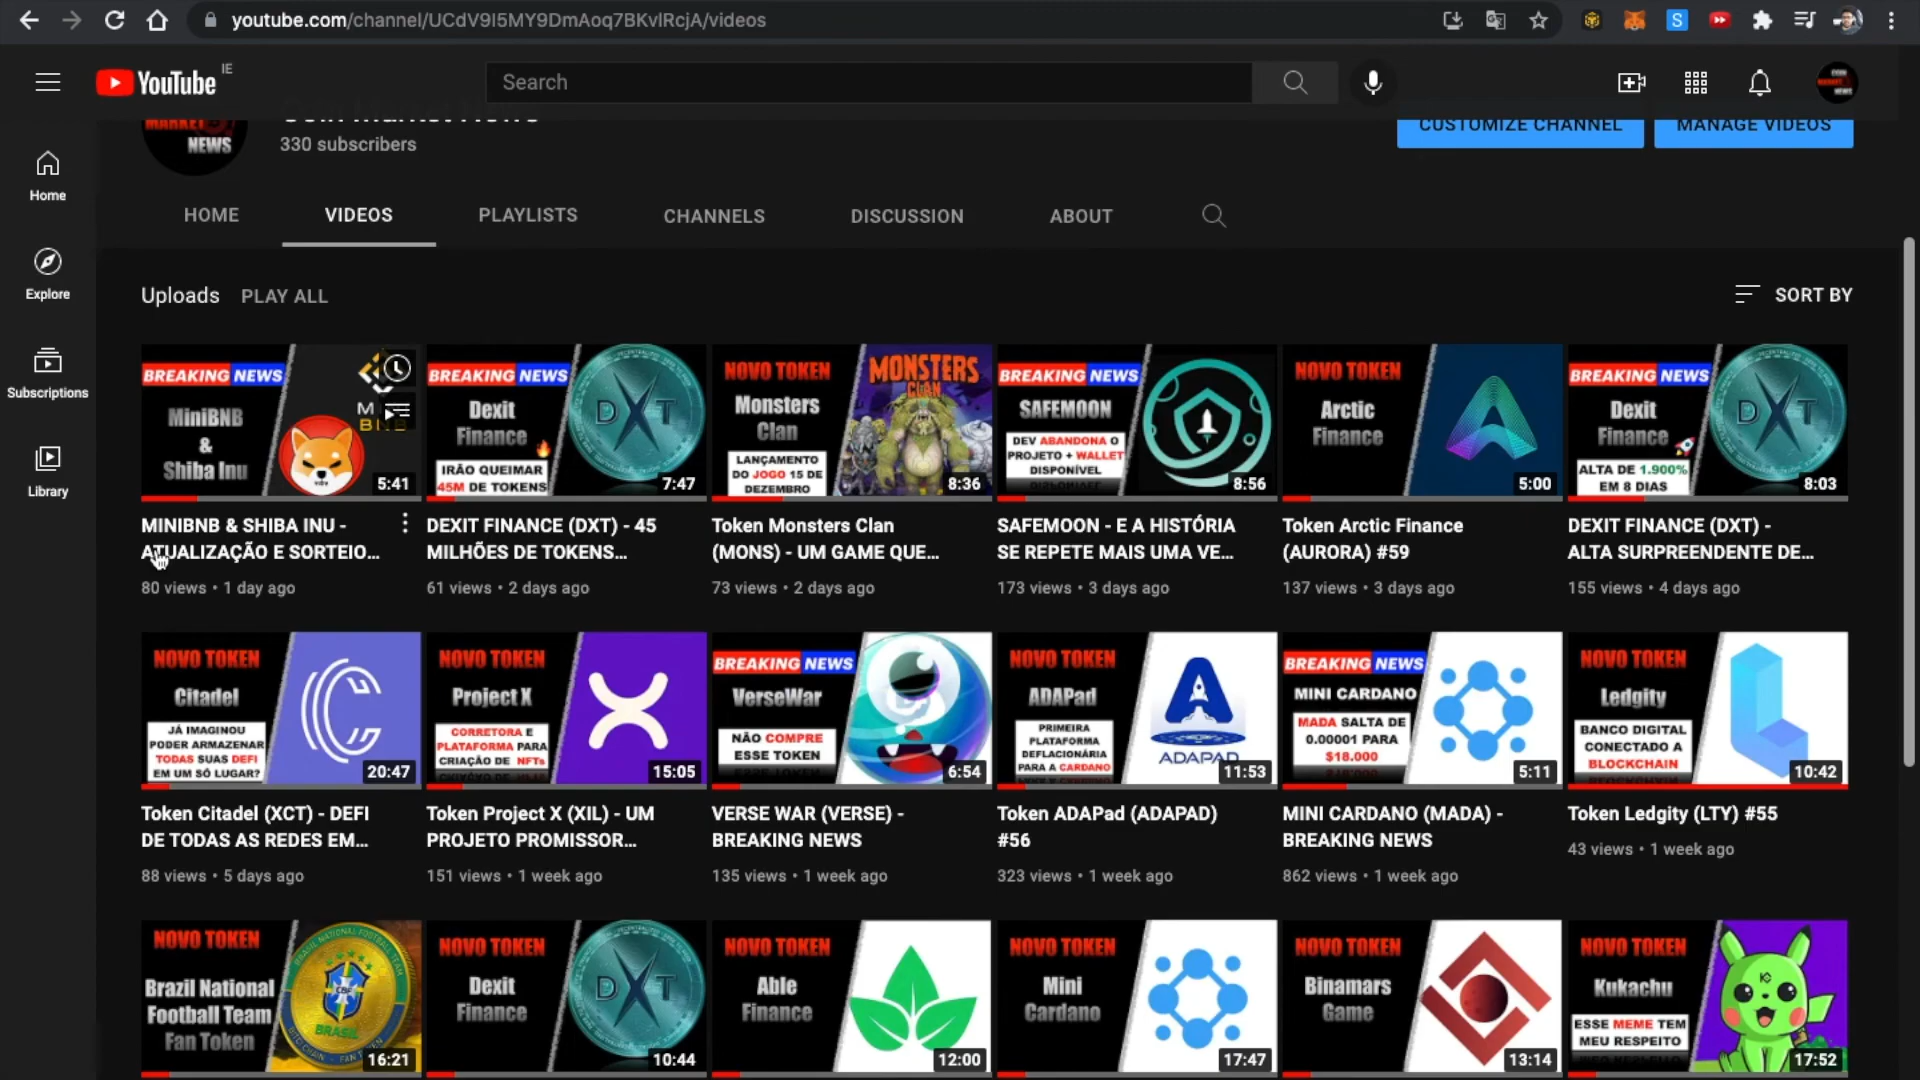 youtube.com/channel/UCdV9I5MY9DmAoq7BKvIRcjA/videos
YouTube IE
Search
MARKET
NEWS
330 subscribers
CUSTOMIZE CHANNEL
MANAGE VIDEOS
Home
Explore
Subscriptions
Library
HOME
VIDEOS
PLAYLISTS
CHANNELS
DISCUSSION
ABOUT
Uploads
PLAY ALL
SORT BY
BREAKING NEWS
MiniBNB
&
Shiba Inu
5:41
MINIBNB & SHIBA INU -
ATUALIZAÇÃO E SORTEIO...
80 views • 1 day ago
BREAKING NEWS
Dexit
Finance
IRÃO QUEIMAR
45M DE TOKENS
DXT
7:47
DEXIT FINANCE (DXT) - 45
MILHÕES DE TOKENS...
61 views • 2 days ago
NOVO TOKEN
Monsters
Clan
LANÇAMENTO
DO JOGO 15 DE
DEZEMBRO
MONSTERS
CLAN
8:36
Token Monsters Clan
(MONS) - UM GAME QUE...
73 views • 2 days ago
BREAKING NEWS
SAFEMOON
DEV ABANDONA O
PROJETO + WALLET
DISPONÍVEL
8:56
SAFEMOON - E A HISTÓRIA
SE REPETE MAIS UMA VE...
173 views • 3 days ago
NOVO TOKEN
Arctic
Finance
5:00
Token Arctic Finance
(AURORA) #59
137 views • 3 days ago
BREAKING NEWS
Dexit
Finance
ALTA DE 1.900%
EM 8 DIAS
DXT
8:03
DEXIT FINANCE (DXT) -
ALTA SURPREENDENTE DE...
155 views • 4 days ago
NOVO TOKEN
Citadel
JÁ IMAGINOU
PODER ARMAZENAR
TODAS SUAS DEFI
EM UM SÓ LUGAR?
20:47
Token Citadel (XCT) - DEFI
DE TODAS AS REDES EM...
88 views • 5 days ago
NOVO TOKEN
Project X
CORRETORA E
PLATAFORMA PARA
CRIAÇÃO DE NFTs
15:05
Token Project X (XIL) - UM
PROJETO PROMISSOR...
151 views • 1 week ago
BREAKING NEWS
VerseWar
NÃO COMPRE
ESSE TOKEN
6:54
VERSE WAR (VERSE) -
BREAKING NEWS
135 views • 1 week ago
NOVO TOKEN
ADAPad
PRIMEIRA
PLATAFORMA
DEFLACIONÁRIA
PARA A CARDANO
ADAPAD
11:53
Token ADAPad (ADAPAD)
#56
323 views • 1 week ago
BREAKING NEWS
MINI CARDANO
MADA SALTA DE
0.00001 PARA
$18.000
5:11
MINI CARDANO (MADA) -
BREAKING NEWS
862 views • 1 week ago
NOVO TOKEN
Ledgity
BANCO DIGITAL
CONECTADO A
BLOCKCHAIN
10:42
Token Ledgity (LTY) #55
43 views • 1 week ago
NOVO TOKEN
Brazil National
Football Team
Fan Token
BRASIL
16:21
NOVO TOKEN
Dexit
Finance
DXT
10:44
NOVO TOKEN
Able
Finance
12:00
NOVO TOKEN
Mini
Cardano
17:47
NOVO TOKEN
Binamars
Game
13:14
NOVO TOKEN
Kukachu
ESSE MEME TEM
MEU RESPEITO
17:52